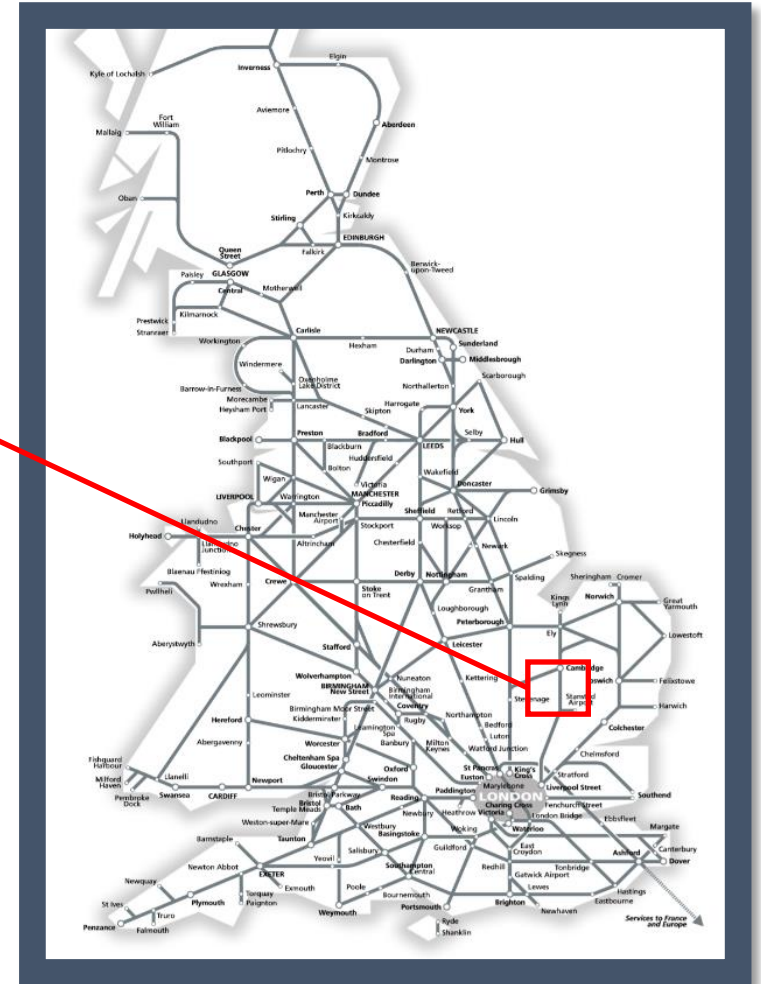 Elgin
Inverness
Kyle of Lochalsh
Aviemore
Fort
William
Aberdeen
Mallaig
Pitlochry
Montrose
Perth
Dundee
Oban
Stirling
Kirkcaldy
EDINBURGH
Queen
Street
Falkirk
Berwick-
upon-Tweed
Paisley
GLASGOW
Central
Motherwell
Prestwick
Kilmarnock
Stranraer
Carlisle
NEWCASTLE
Workington
Hexham
Sunderland
Durham
Darlington
Middlesbrough
Windermere
Oxenholme
Lake District
Scarborough
Barrow-in-Furness
Northallerton
Morecambe
Lancaster
Harrogate
York
Heysham Port
Skipton
Blackpool
Preston
Bradford
LEEDS
Selby
Hull
Blackburn
Huddersfield
Southport
Bolton
Wakefield
Wigan
Victoria
Doncaster
Grimsby
LIVERPOOL
Warrington
MANCHESTER
Piccadilly
Manchester
Airport
Sheffield
Retford
Llandudno
Stockport
Worksop
Lincoln
Holyhead
Chester
Llandudno
Junction
Altrincham
Chesterfield
Newark
Skegness
Blaenau Ffestiniog
Derby
Nottingham
Spalding
Sheringham
Cromer
Pwllheli
Wrexham
Crewe
Stoke
on Trent
Grantham
Kings
Lynn
Norwich
Great
Yarmouth
Loughborough
Peterborough
Shrewsbury
Ely
Lowestoft
Aberystwyth
Stafford
Leicester
Cambridge
Wolverhampton
Nuneaton
Kettering
Ipswich
Felixstowe
BIRMINGHAM
New Street
Birmingham
International
Stevenage
Stansted
Airport
Leominster
Birmingham Moor Street
Coventry
Harwich
Kidderminster
Rugby
Northampton
Hereford
Leamington
Spa
Bedford
Colchester
Abergavenny
Worcester
Banbury
Milton
Keynes
Luton
Watford Junction
Chelmsford
Fishguard
Harbour
Cheltenham Spa
Gloucester
Oxford
St Pancras
King's
Cross
Euston
Stratford
Milford
Haven
Llanelli
Swindon
Marylebone
Liverpool Street
Pembroke
Dock
Swansea
CARDIFF
Newport
Bristol Parkway
Paddington
LONDON
Southend
Bristol
Temple Meads
Bath
Reading
Charing Cross
Fenchurch Street
Weston-super-Mare
Newbury
Heathrow
Victoria
London Bridge
Ebbsfleet
Westbury
Basingstoke
Waterloo
Margate
Barnstaple
Taunton
Woking
East
Croydon
Canterbury
Salisbury
Guildford
Ashford
Dover
Newton Abbot
Yeovil
Southampton
Central
Redhill
Tonbridge
EXETER
Gatwick Airport
Newquay
Exmouth
Poole
Lewes
Hastings
St Ives
Plymouth
Torquay
Paignton
Bournemouth
Eastbourne
Truro
Weymouth
Portsmouth
Brighton
Newhaven
Penzance
Falmouth
Ryde
Shanklin
Services to France
and Europe